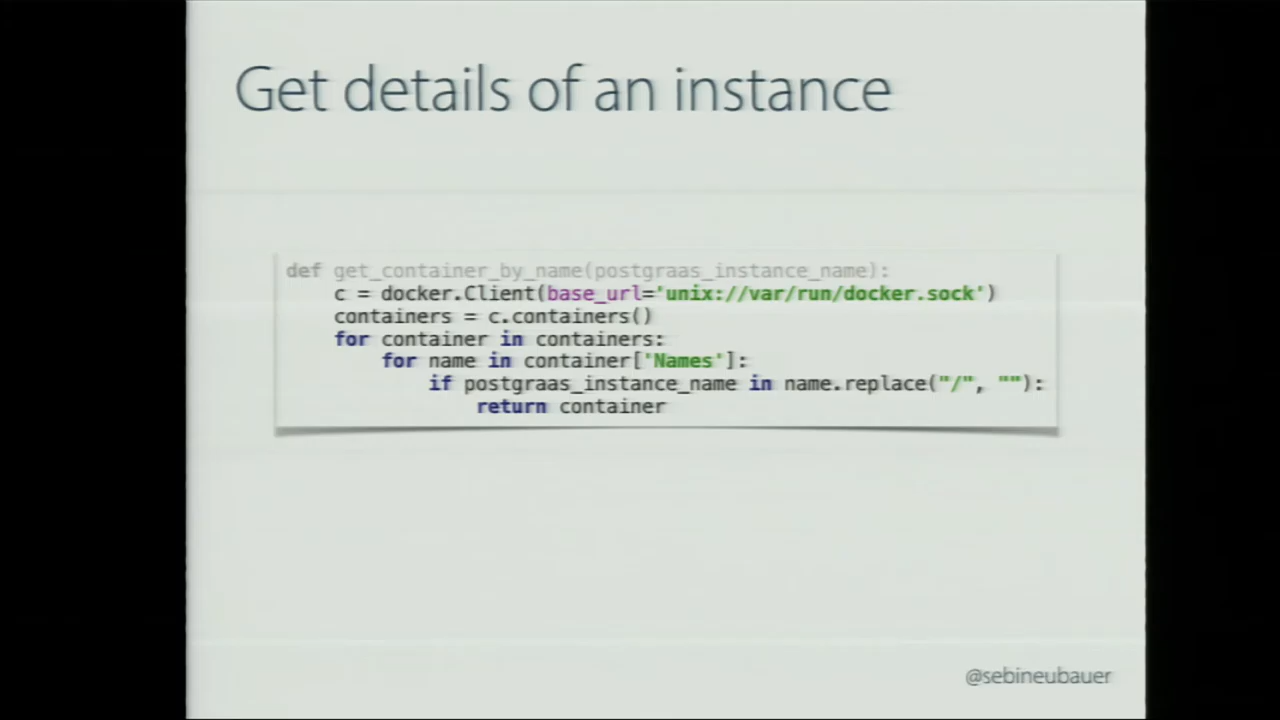 Get details of an instance
def get_container_by_name(postgraas_instance_name):
    c = docker.Client(base_url='unix://var/run/docker.sock')
    containers = c.containers()
    for container in containers:
        for name in container['Names']:
            if postgraas_instance_name in name.replace("/", ""):
                return container
@sebineubauer